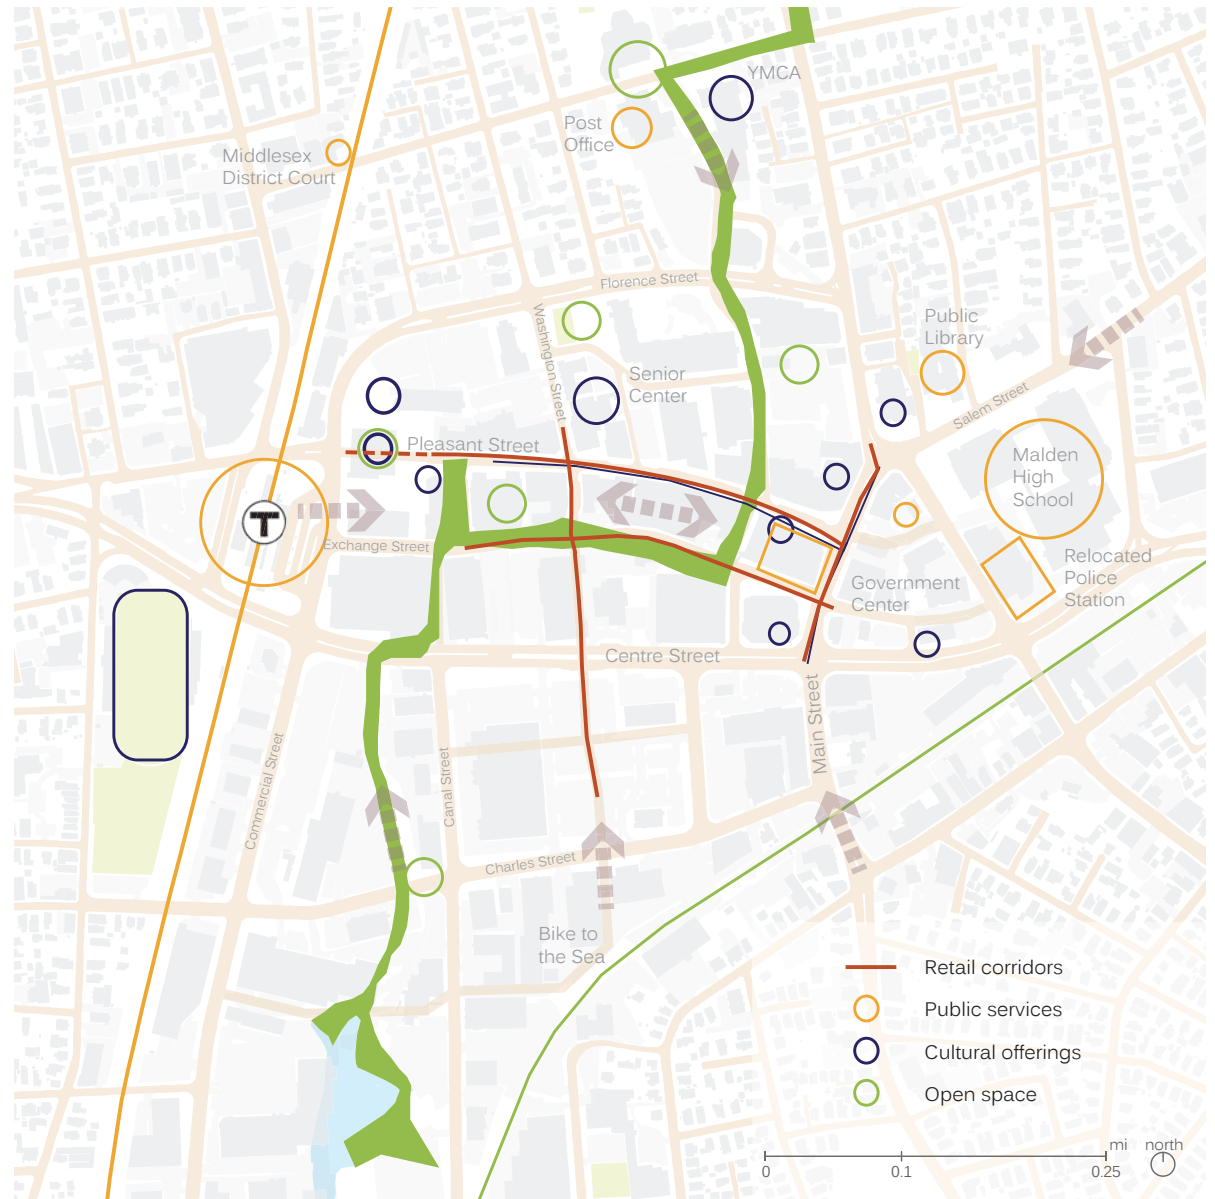 YMCA
Post
Office
Middlesex
District Court
Florence Street
Washington Street
Public
Library
Senior
Center
Salem Street
Pleasant Street
Malden
High
School
T
Exchange Street
Relocated
Police
Station
Government
Center
Centre Street
Main Street
Commercial Street
Canal Street
Charles Street
Bike to
the Sea
Retail corridors
Public services
Cultural offerings
Open space
mi
north
0
0.1
0.25